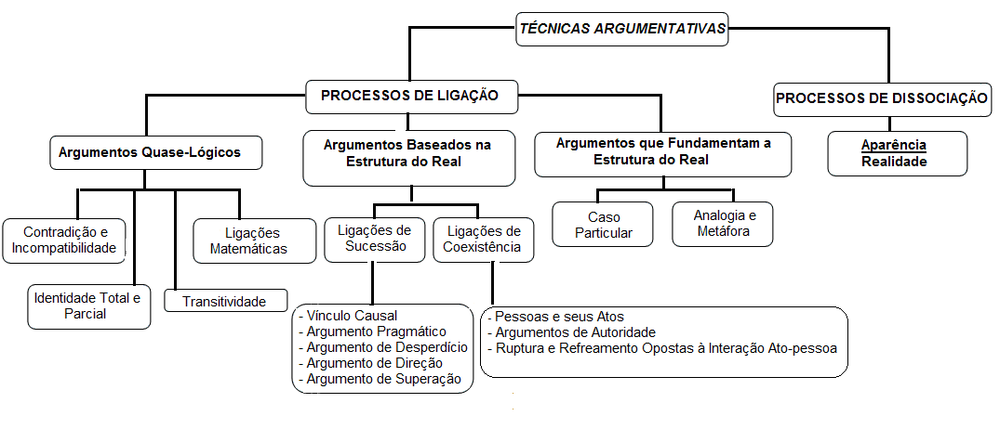 TÉCNICAS ARGUMENTATIVAS
PROCESSOS DE LIGAÇÃO
PROCESSOS DE DISSOCIAÇÃO
Argumentos Quase-Lógicos
Argumentos Baseados na
Estrutura do Real
Argumentos que Fundamentam a
Estrutura do Real
Aparência
Realidade
Contradição e
Incompatibilidade
Ligações
Matemáticas
Identidade Total e
Parcial
Transitividade
Ligações de
Sucessão
Ligações de
Coexistência
Caso
Particular
Analogia e
Metáfora
- Vínculo Causal
- Argumento Pragmático
- Argumento de Desperdício
- Argumento de Direção
- Argumento de Superação
- Pessoas e seus Atos
- Argumentos de Autoridade
- Ruptura e Refreamento Opostas à Interação Ato-pessoa